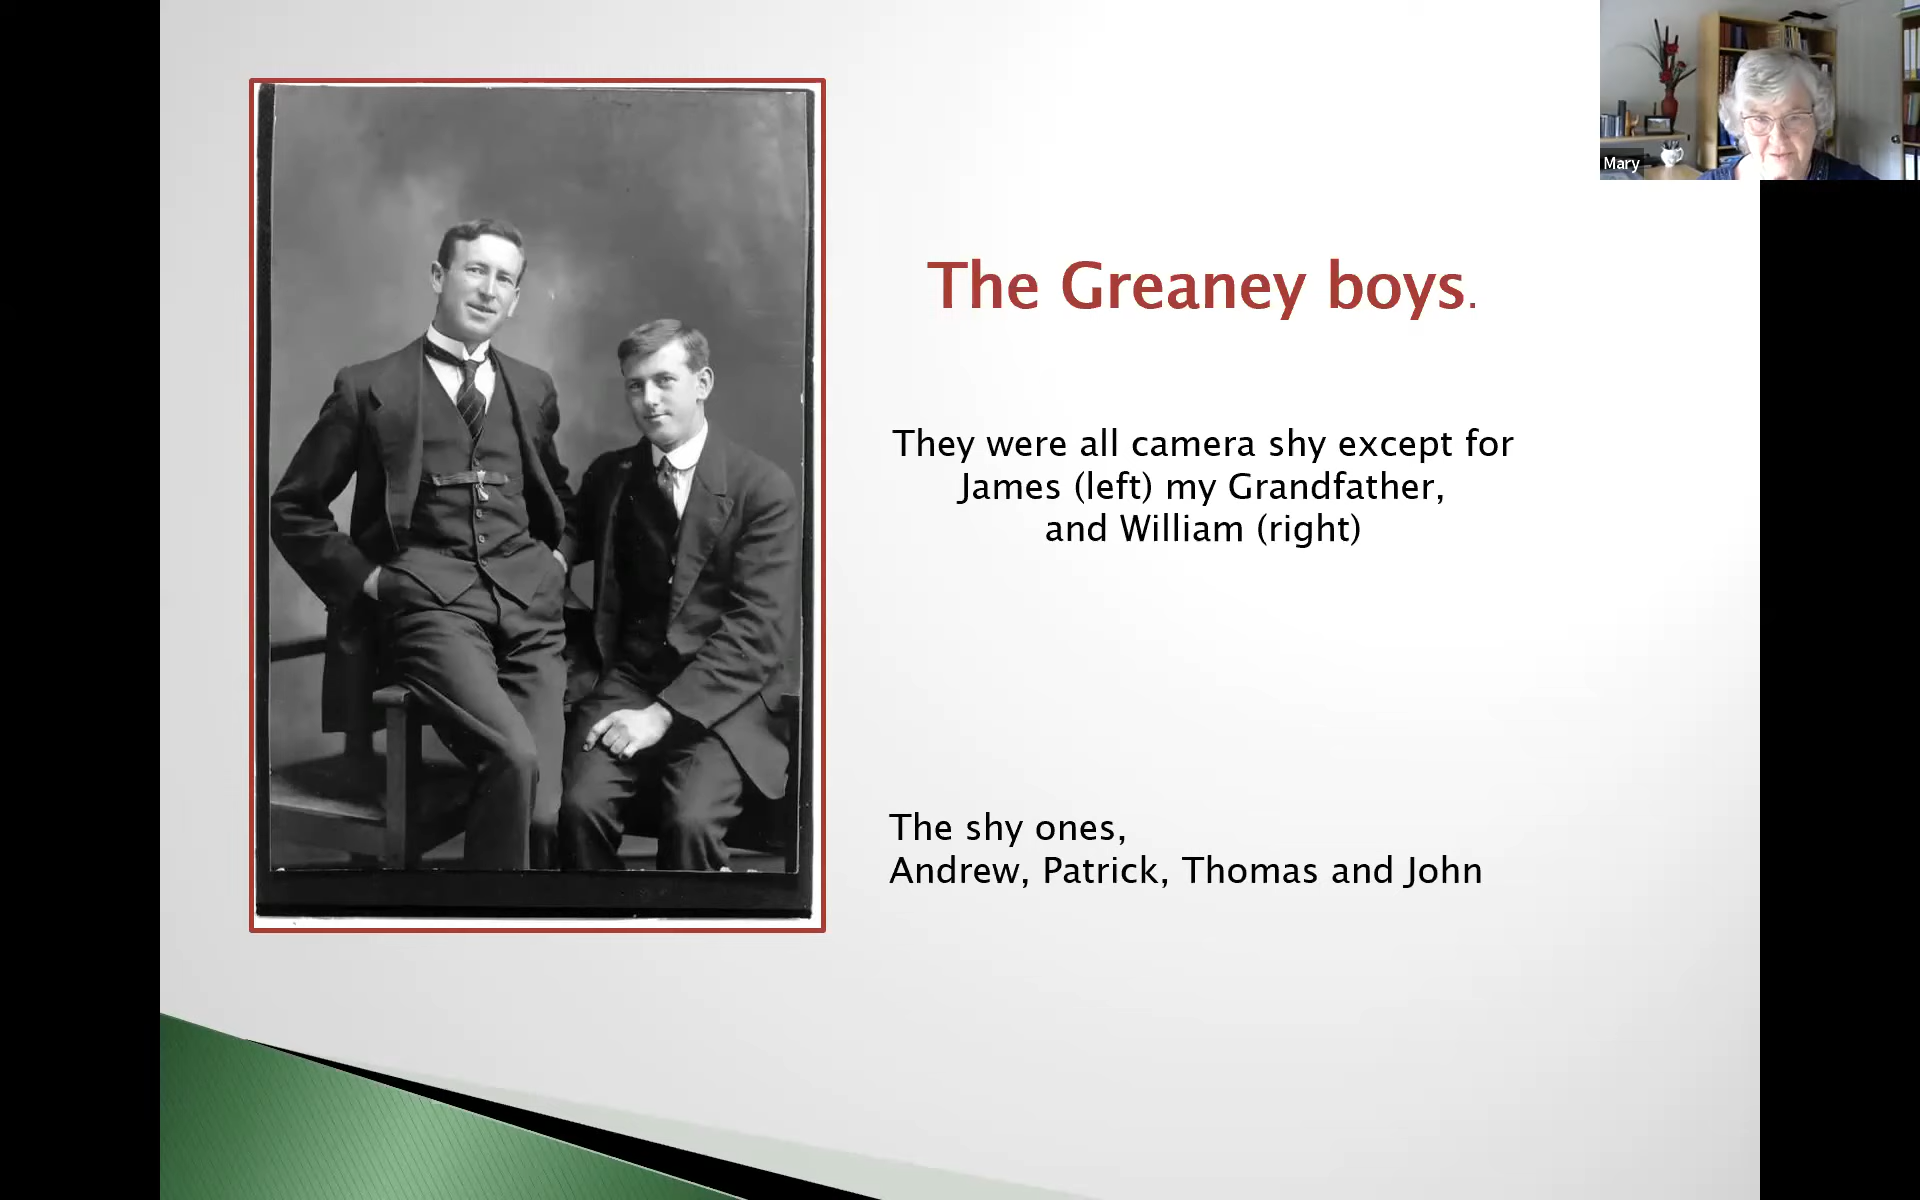 The Greaney boys.
They were all camera shy except for
James (left) my Grandfather,
and William (right)
The shy ones,
Andrew, Patrick, Thomas and John
Mary